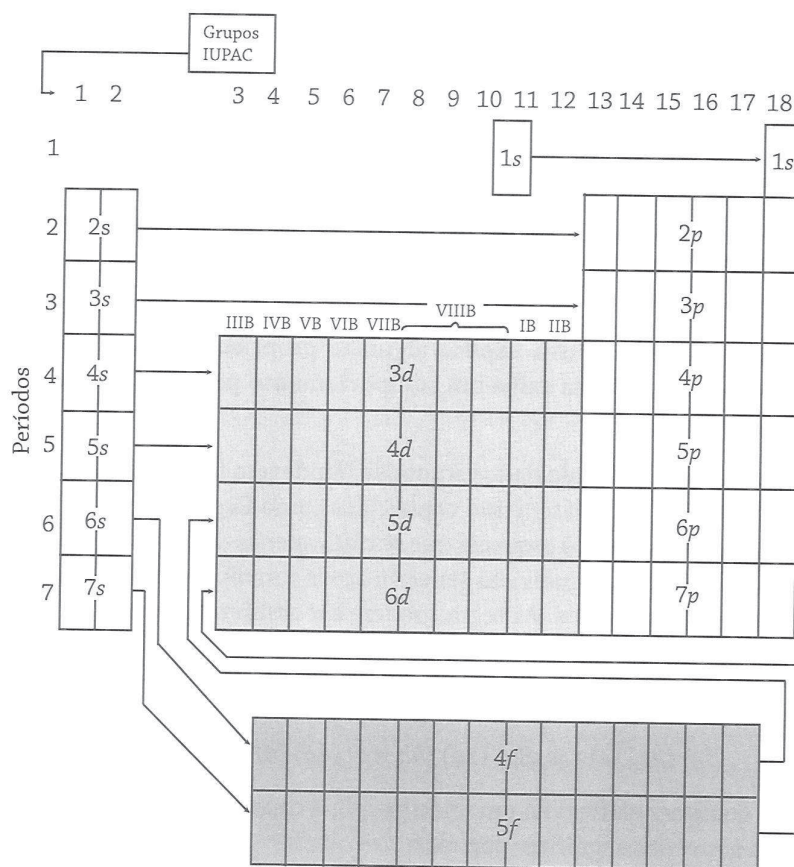 Grupos
IUPAC
1 2 3 4 5 6 7 8 9 10 11 12 13 14 15 16 17 18
1 1s 1s
2 2s 2p
3 3s 3p
VIIIB
IIIB IVB VB VIB VIIB IB IIB
4 4s 3d 4p
Períodos
5 5s 4d 5p
6 6s 5d 6p
7 7s 6d 7p
4f
5f